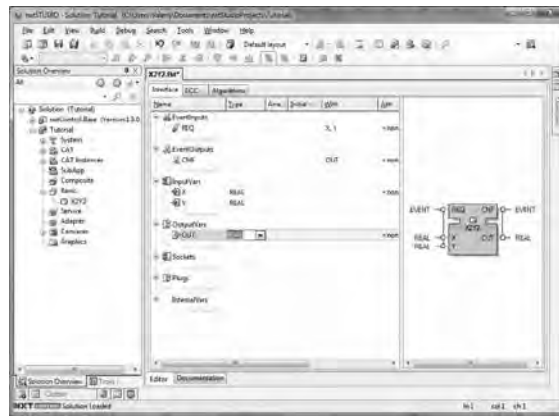 nxtSTUDIO - Solution Tutorial
File Edit View Build Debug Search Tools Window Help
Default layout
Solution Overview
All
Solution (Tutorial)
Tutorial
System
CAT
CAT Instances
SubApp
Composite
Basic
X2Y2
Service
Adapter
Graphics
Solution Overview
X2Y2.fbt*
Interface ECC Algorithms
Name Type Initial With
EventInputs
REQ
EventOutputs
CNF OUT
InputVars
X REAL
Y REAL
OutputVars
OUT
Sockets
Plugs
InternalVars
EVENT REQ CNF EVENT
X2Y2
REAL X OUT REAL
REAL Y
Editor Documentation
Solution Loaded
ln 1 col 1 ch 1